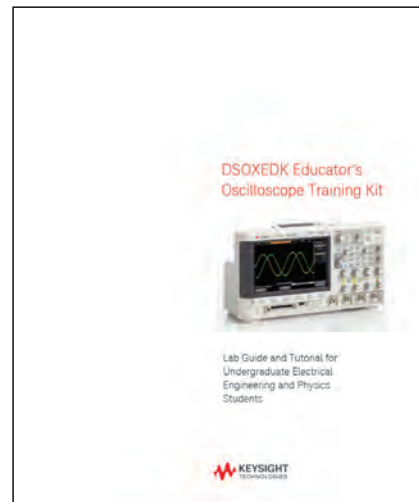 DSOXEDK Educator's
Oscilloscope Training Kit
Lab Guide and Tutorial for
Undergraduate Electrical
Engineering and Physics
Students
KEYSIGHT
TECHNOLOGIES